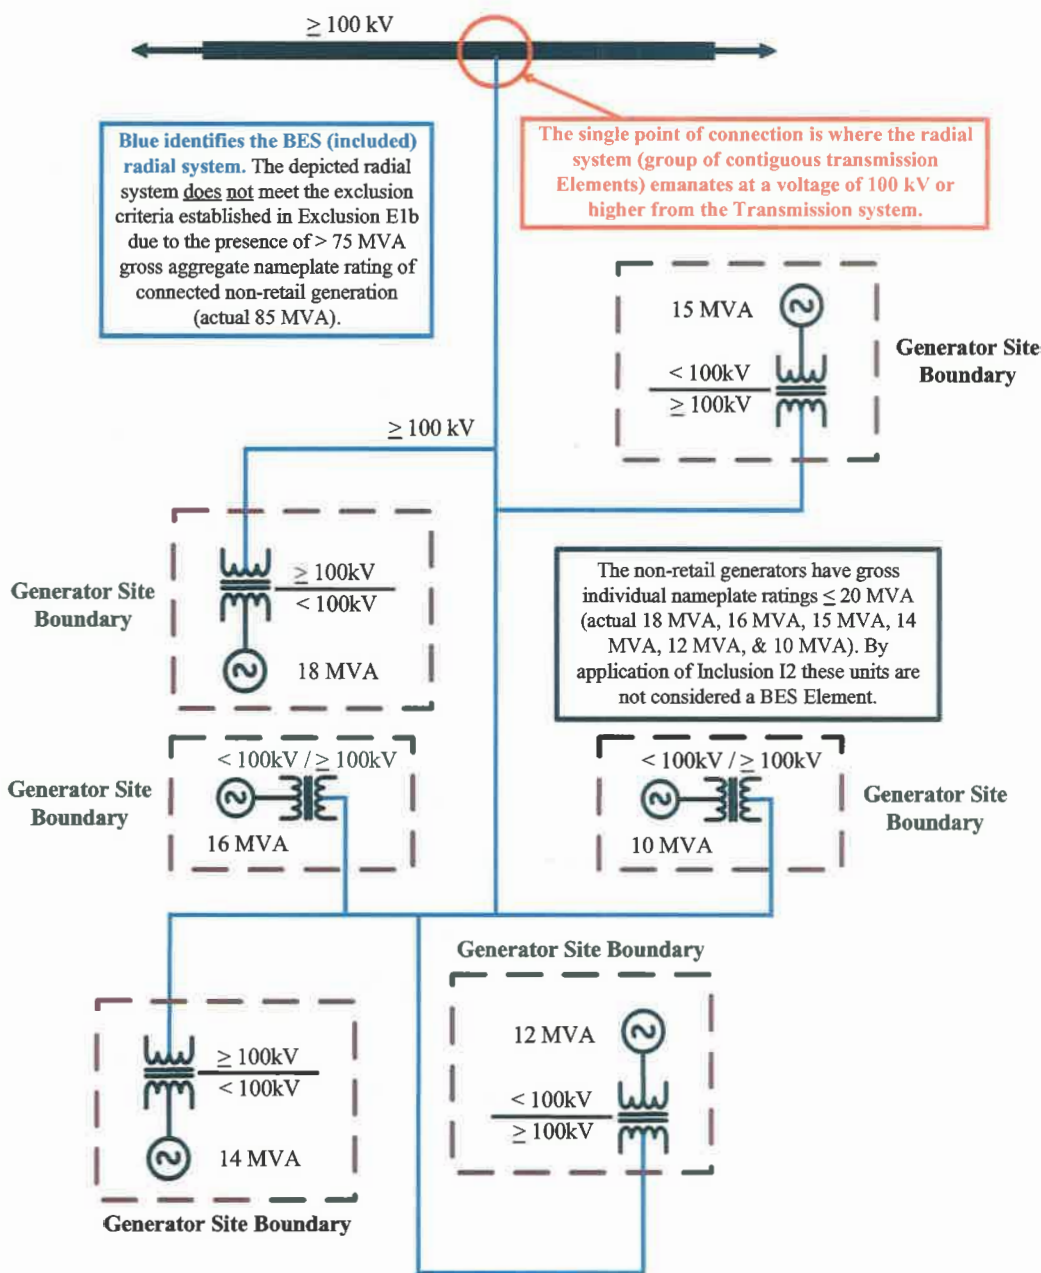 ≥ 100 kV
Blue identifies the BES (included)
radial system. The depicted radial
system does not meet the exclusion
criteria established in Exclusion E1b
due to the presence of > 75 MVA
gross aggregate nameplate rating of
connected non-retail generation
(actual 85 MVA).
The single point of connection is where the radial
system (group of contiguous transmission
Elements) emanates at a voltage of 100 kV or
higher from the Transmission system.
15 MVA
< 100kV
≥ 100kV
Generator Site
Boundary
≥ 100 kV
Generator Site
Boundary
≥ 100kV
< 100kV
18 MVA
The non-retail generators have gross
individual nameplate ratings ≤ 20 MVA
(actual 18 MVA, 16 MVA, 15 MVA, 14
MVA, 12 MVA, & 10 MVA). By
application of Inclusion I2 these units are
not considered a BES Element.
Generator Site
Boundary
< 100kV / ≥ 100kV
16 MVA
< 100kV / ≥ 100kV
10 MVA
Generator Site
Boundary
Generator Site Boundary
12 MVA
< 100kV
≥ 100kV
≥ 100kV
< 100kV
14 MVA
Generator Site Boundary